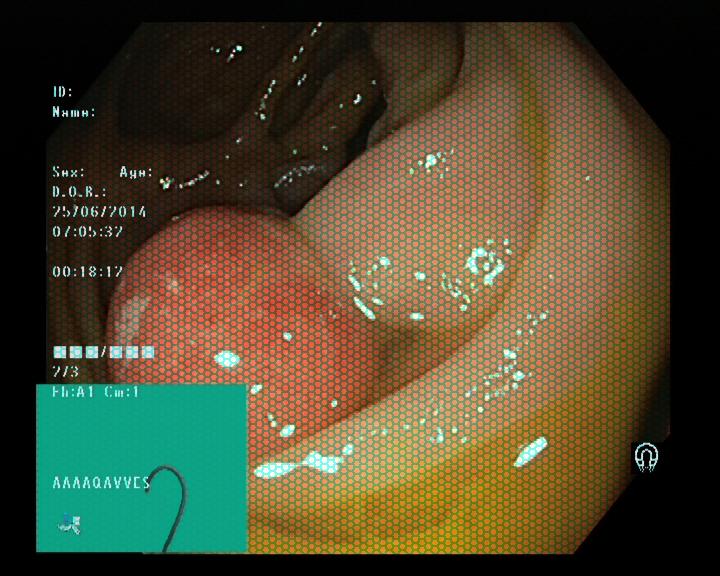 ID:
Name:
Sex: Age:
D.O.B.:
25/06/2014
07:05:32
00:18:12
2/3
Eh:A1 Cm:1
AAAAQAVVES